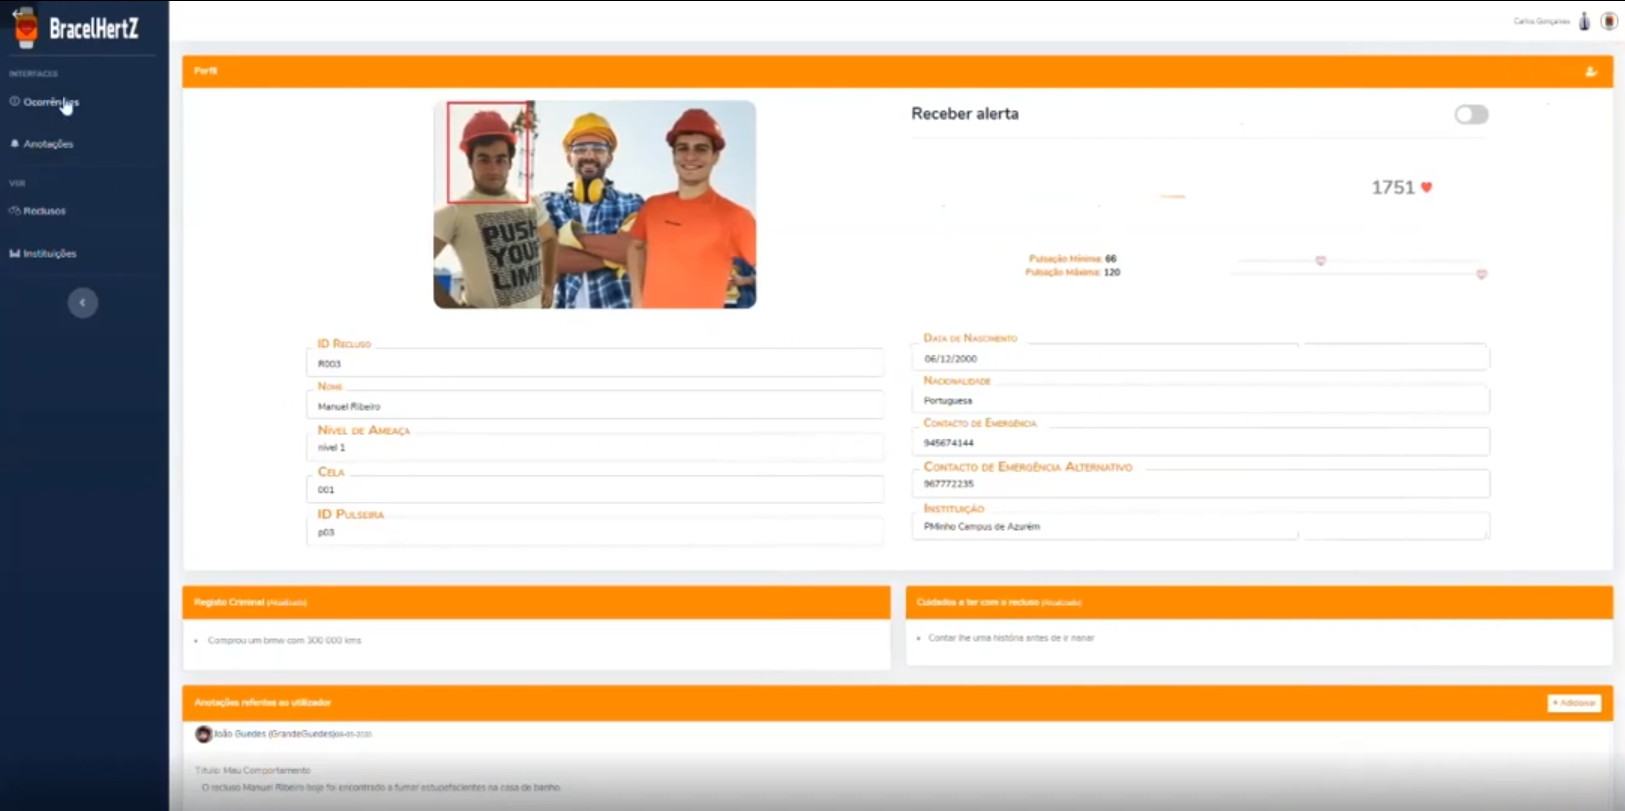 BracelHertZ
Carlos Gonçalves
INTERFACES
Ocorrências
Anotações
VER
Reclusos
Instituições
Perfil
PUSH
YOUR
LIMIT
Receber alerta
1751
Pulsação Mínima: 66
Pulsação Máxima: 120
ID Recluso
R003
Nome
Manuel Ribeiro
Nível de Ameaça
nivel 1
Cela
001
ID Pulseira
p03
Data de Nascimento
06/12/2000
Nacionalidade
Portuguesa
Contacto de Emergência
945674144
Contacto de Emergência Alternativo
967772235
Instituição
PMinho Campus de Azurém
Registo Criminal (Atualizado)
Comprou um bmw com 300 000 kms
Cuidados a ter com o recluso (Atualizado)
Contar lhe uma história antes de ir nanar
Anotações refentes ao utilizador
+ Adicionar
João Guedes (GrandeGuedes)
Titulo: Mau Comportamento
O recluso Manuel Ribeiro hoje foi encontrado a fumar estupefacientes na casa de banho.